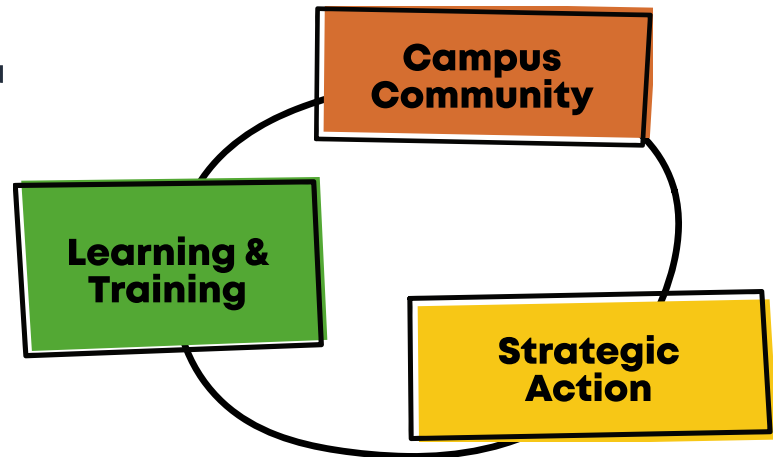 Campus
Community
Learning &
Training
Strategic
Action